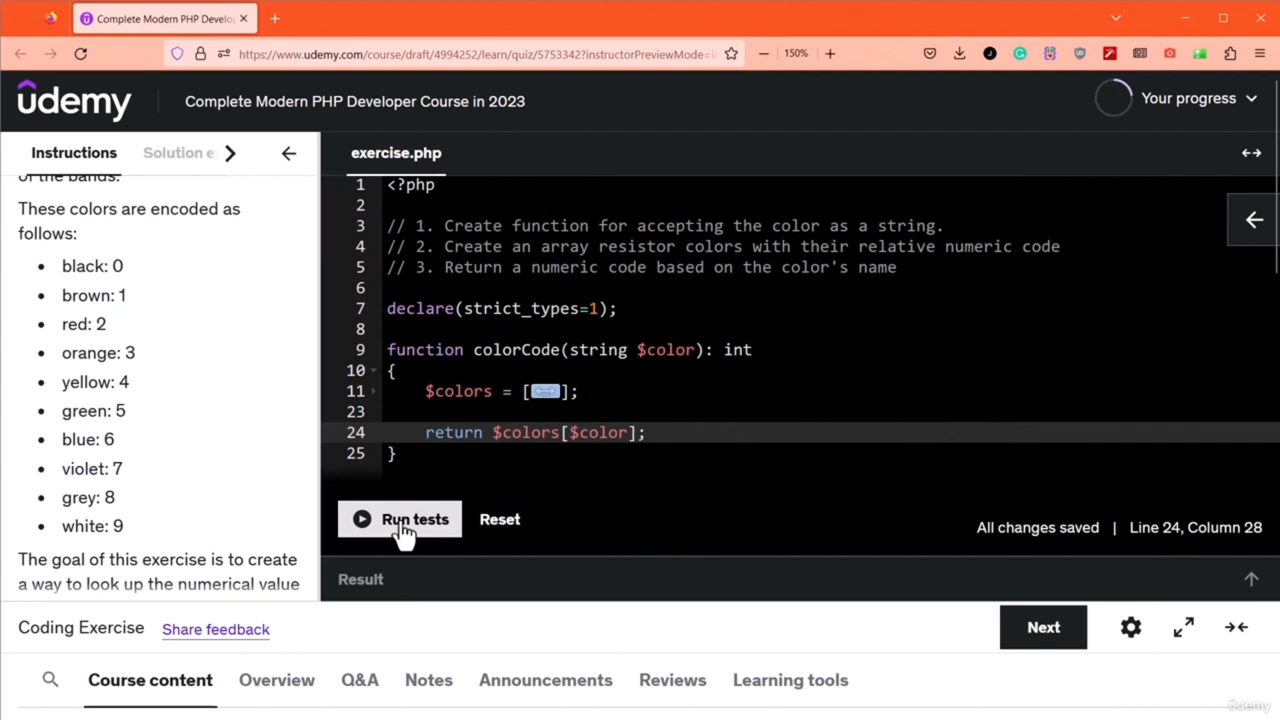 Complete Modern PHP Develop
https://www.udemy.com/course/draft/4994252/learn/quiz/5753342?instructorPreviewMode=i
150%
ûdemy
Complete Modern PHP Developer Course in 2023
Your progress
Instructions
Solution e
exercise.php
of the bands.
These colors are encoded as
follows:
black: 0
brown: 1
red: 2
orange: 3
yellow: 4
green: 5
blue: 6
violet: 7
grey: 8
white: 9
The goal of this exercise is to create
a way to look up the numerical value
1 <?php
2
3 // 1. Create function for accepting the color as a string.
4 // 2. Create an array resistor colors with their relative numeric code
5 // 3. Return a numeric code based on the color's name
6
7 declare(strict_types=1);
8
9 function colorCode(string $color): int
10 {
11 $colors = [];
23
24 return $colors[$color];
25 }
Run tests
Reset
All changes saved | Line 24, Column 28
Result
Coding Exercise
Share feedback
Next
Course content
Overview
Q&A
Notes
Announcements
Reviews
Learning tools
ûdemy